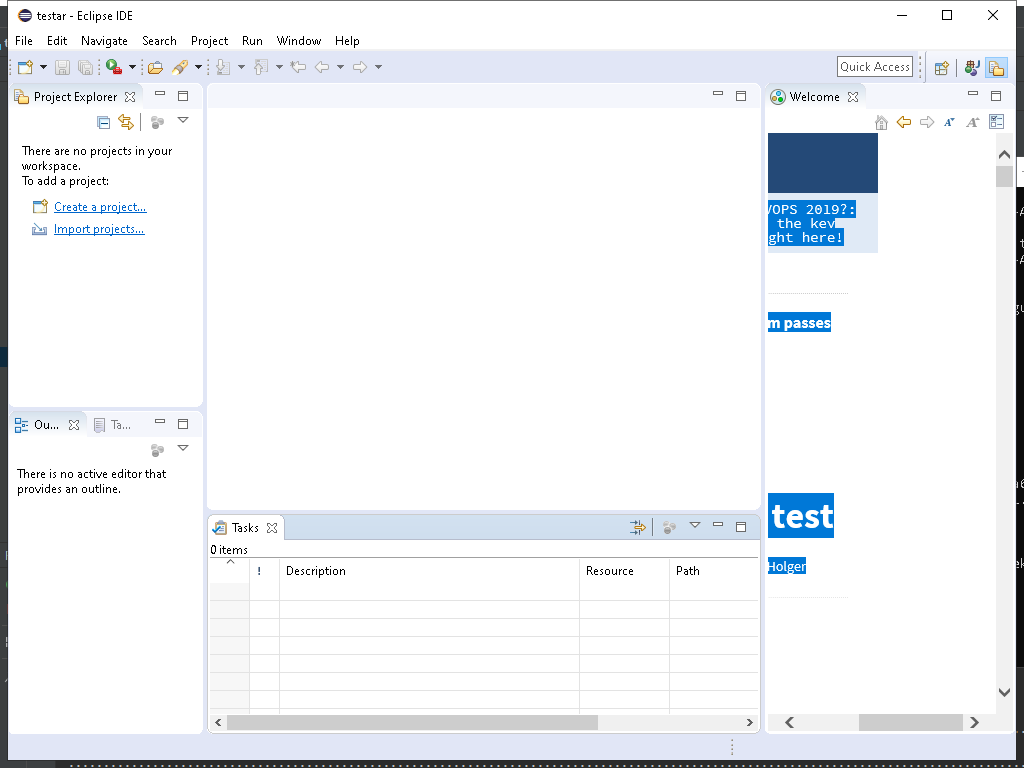 testar - Eclipse IDE
File Edit Navigate Search Project Run Window Help
Quick Access
Project Explorer
There are no projects in your
workspace.
To add a project:
Create a project...
Import projects...
Ou... Ta...
There is no active editor that
provides an outline.
Tasks
0 items
! Description Resource Path
Welcome
VOPS 2019?:
the key
ght here!
m passes
test
Holger